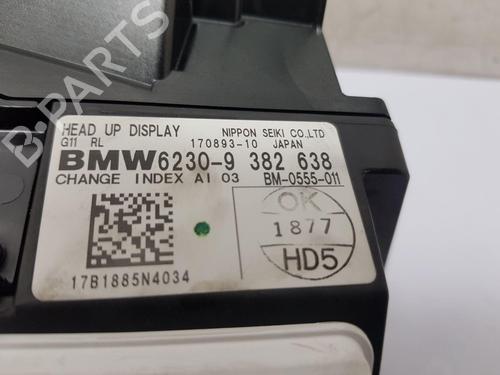 B-PARTS
HEAD UP DISPLAY NIPPON SEIKI CO.,LTD
G11 RL 170893-10 JAPAN
BMW6230-9 382 638
CHANGE INDEX AI 03 BM-0555-011
OK
1877
HD5
17B1885N4034